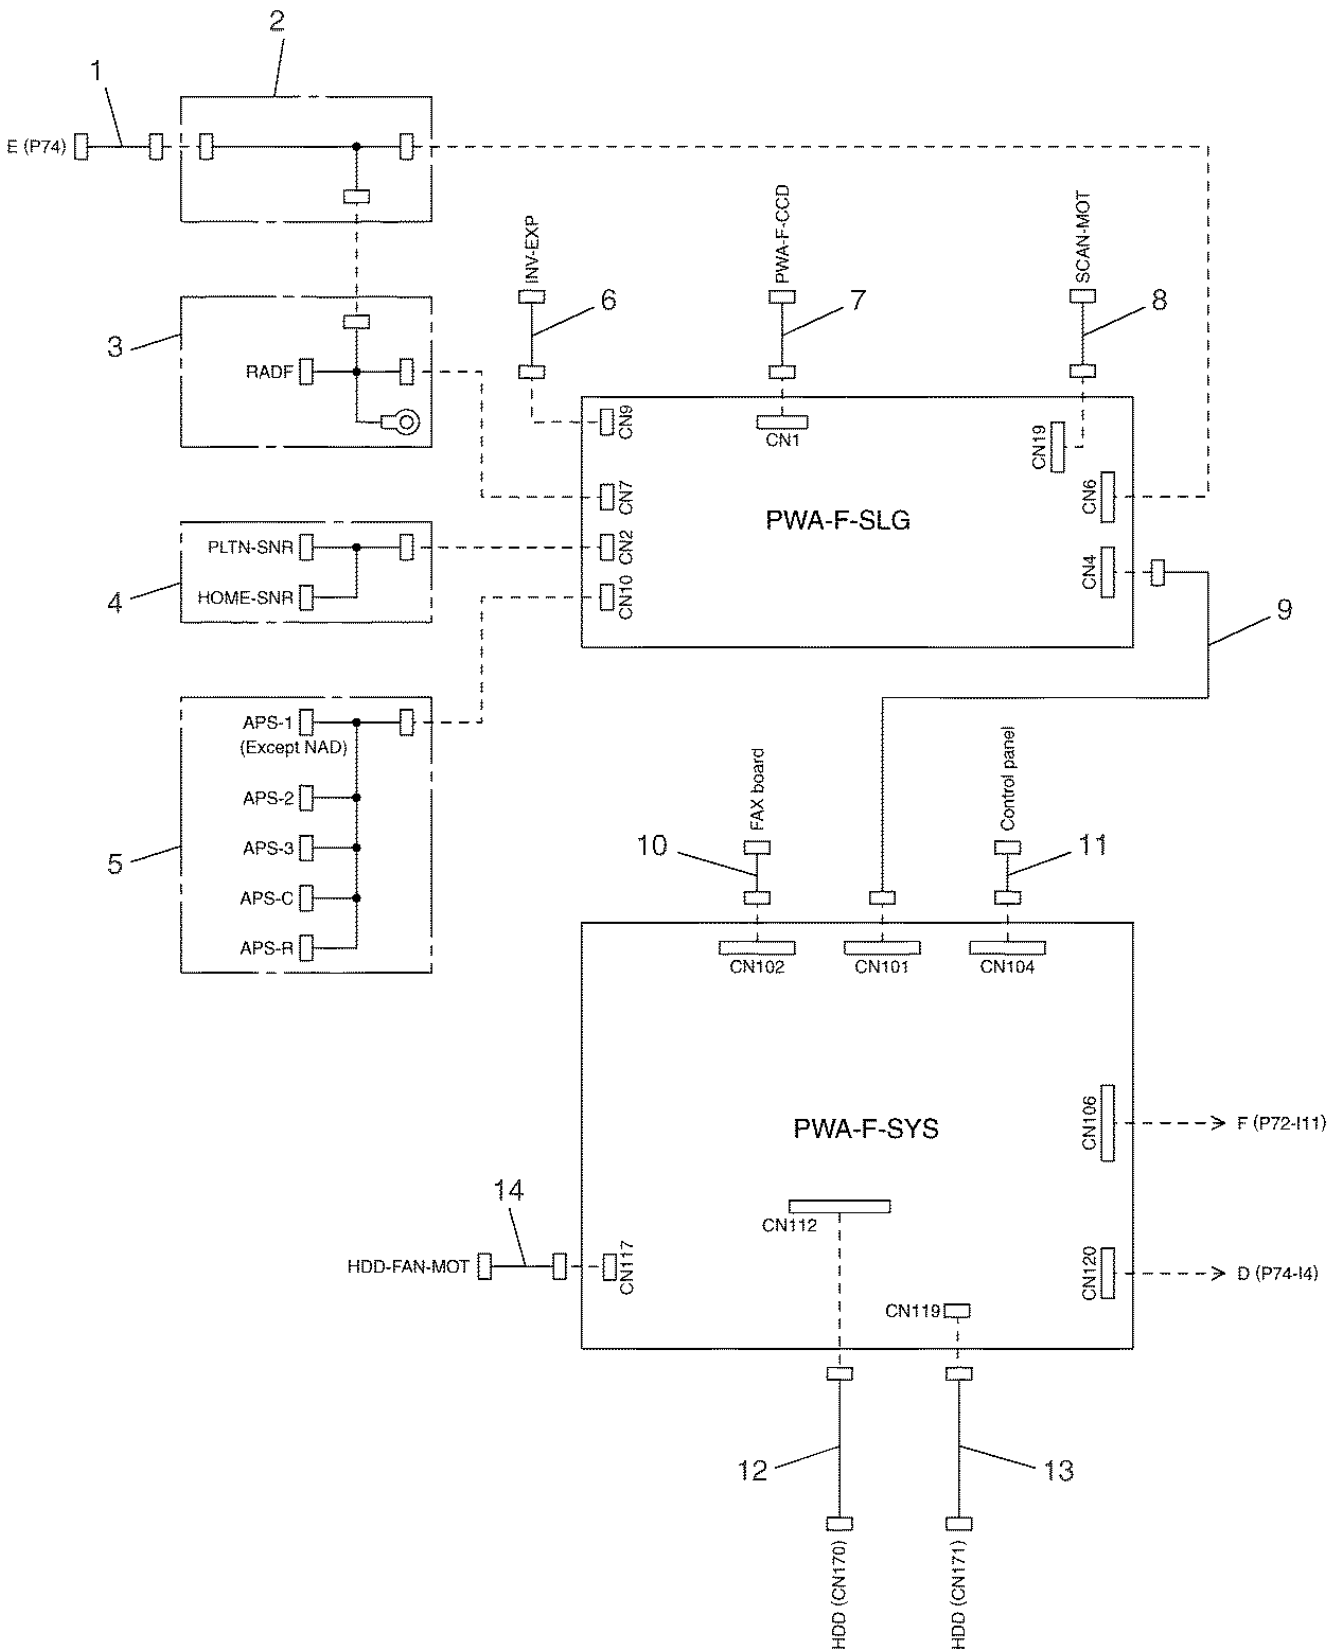 2
1
E (P74)
INV-EXP
PWA-F-CCD
SCAN-MOT
6
7
8
3
RADF
CN9
CN1
CN19
CN7
CN6
PWA-F-SLG
PLTN-SNR
CN2
CN4
4
HOME-SNR
CN10
9
APS-1
(Except NAD)
FAX board
Control panel
APS-2
10
11
5
APS-3
APS-C
APS-R
CN102
CN101
CN104
CN106
F (P72-I11)
PWA-F-SYS
14
CN112
HDD-FAN-MOT
CN117
CN120
D (P74-I4)
CN119
12
13
HDD (CN170)
HDD (CN171)